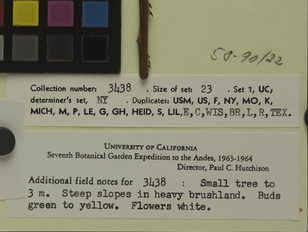 58-90/22
Collection number: 3438 . Size of set: 23 . Set 1, UC;
determiner's set, NY . Duplicates: USM, US, F, NY, MO, K,
MICH, M, P, LE, G, GH, HEID, S, LIL,E,C,WIS,BR,L,R,TEX.
UNIVERSITY OF CALIFORNIA
Seventh Botanical Garden Expedition to the Andes, 1963-1964
Director, Paul C. Hutchison
Additional field notes for 3438 : Small tree to
3 m. Steep slopes in heavy brushland. Buds
green to yellow. Flowers white.